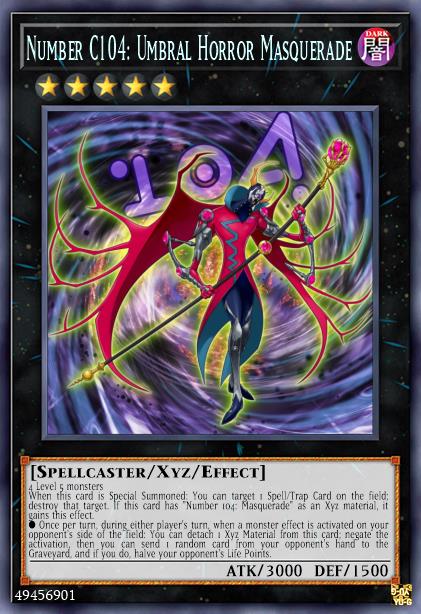 Number C104: Umbral Horror Masquerade
DARK
闇
104
[Spellcaster/Xyz/Effect]
4 Level 5 monsters
When this card is Special Summoned: You can target 1 Spell/Trap Card on the field;
destroy that target. If this card has "Number 104: Masquerade" as an Xyz material, it
gains this effect.
● Once per turn, during either player's turn, when a monster effect is activated on
your opponent's side of the field: You can detach 1 Xyz Material from this card; negate the
activation, then you can send 1 random card from your opponent's hand to the
Graveyard, and if you do, halve your opponent's Life Points.
ATK/3000 DEF/1500
49456901